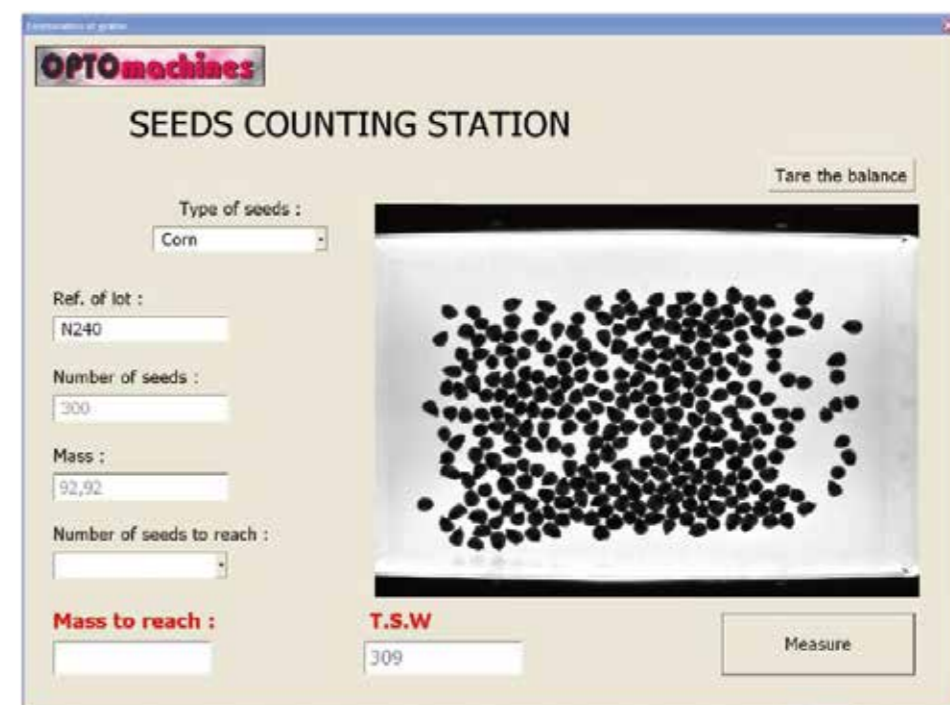 OPTOmachines
SEEDS COUNTING STATION
Tare the balance
Type of seeds :
Corn
Ref. of lot :
N240
Number of seeds :
300
Mass :
92,92
Number of seeds to reach :
Mass to reach :
T.S.W
309
Measure